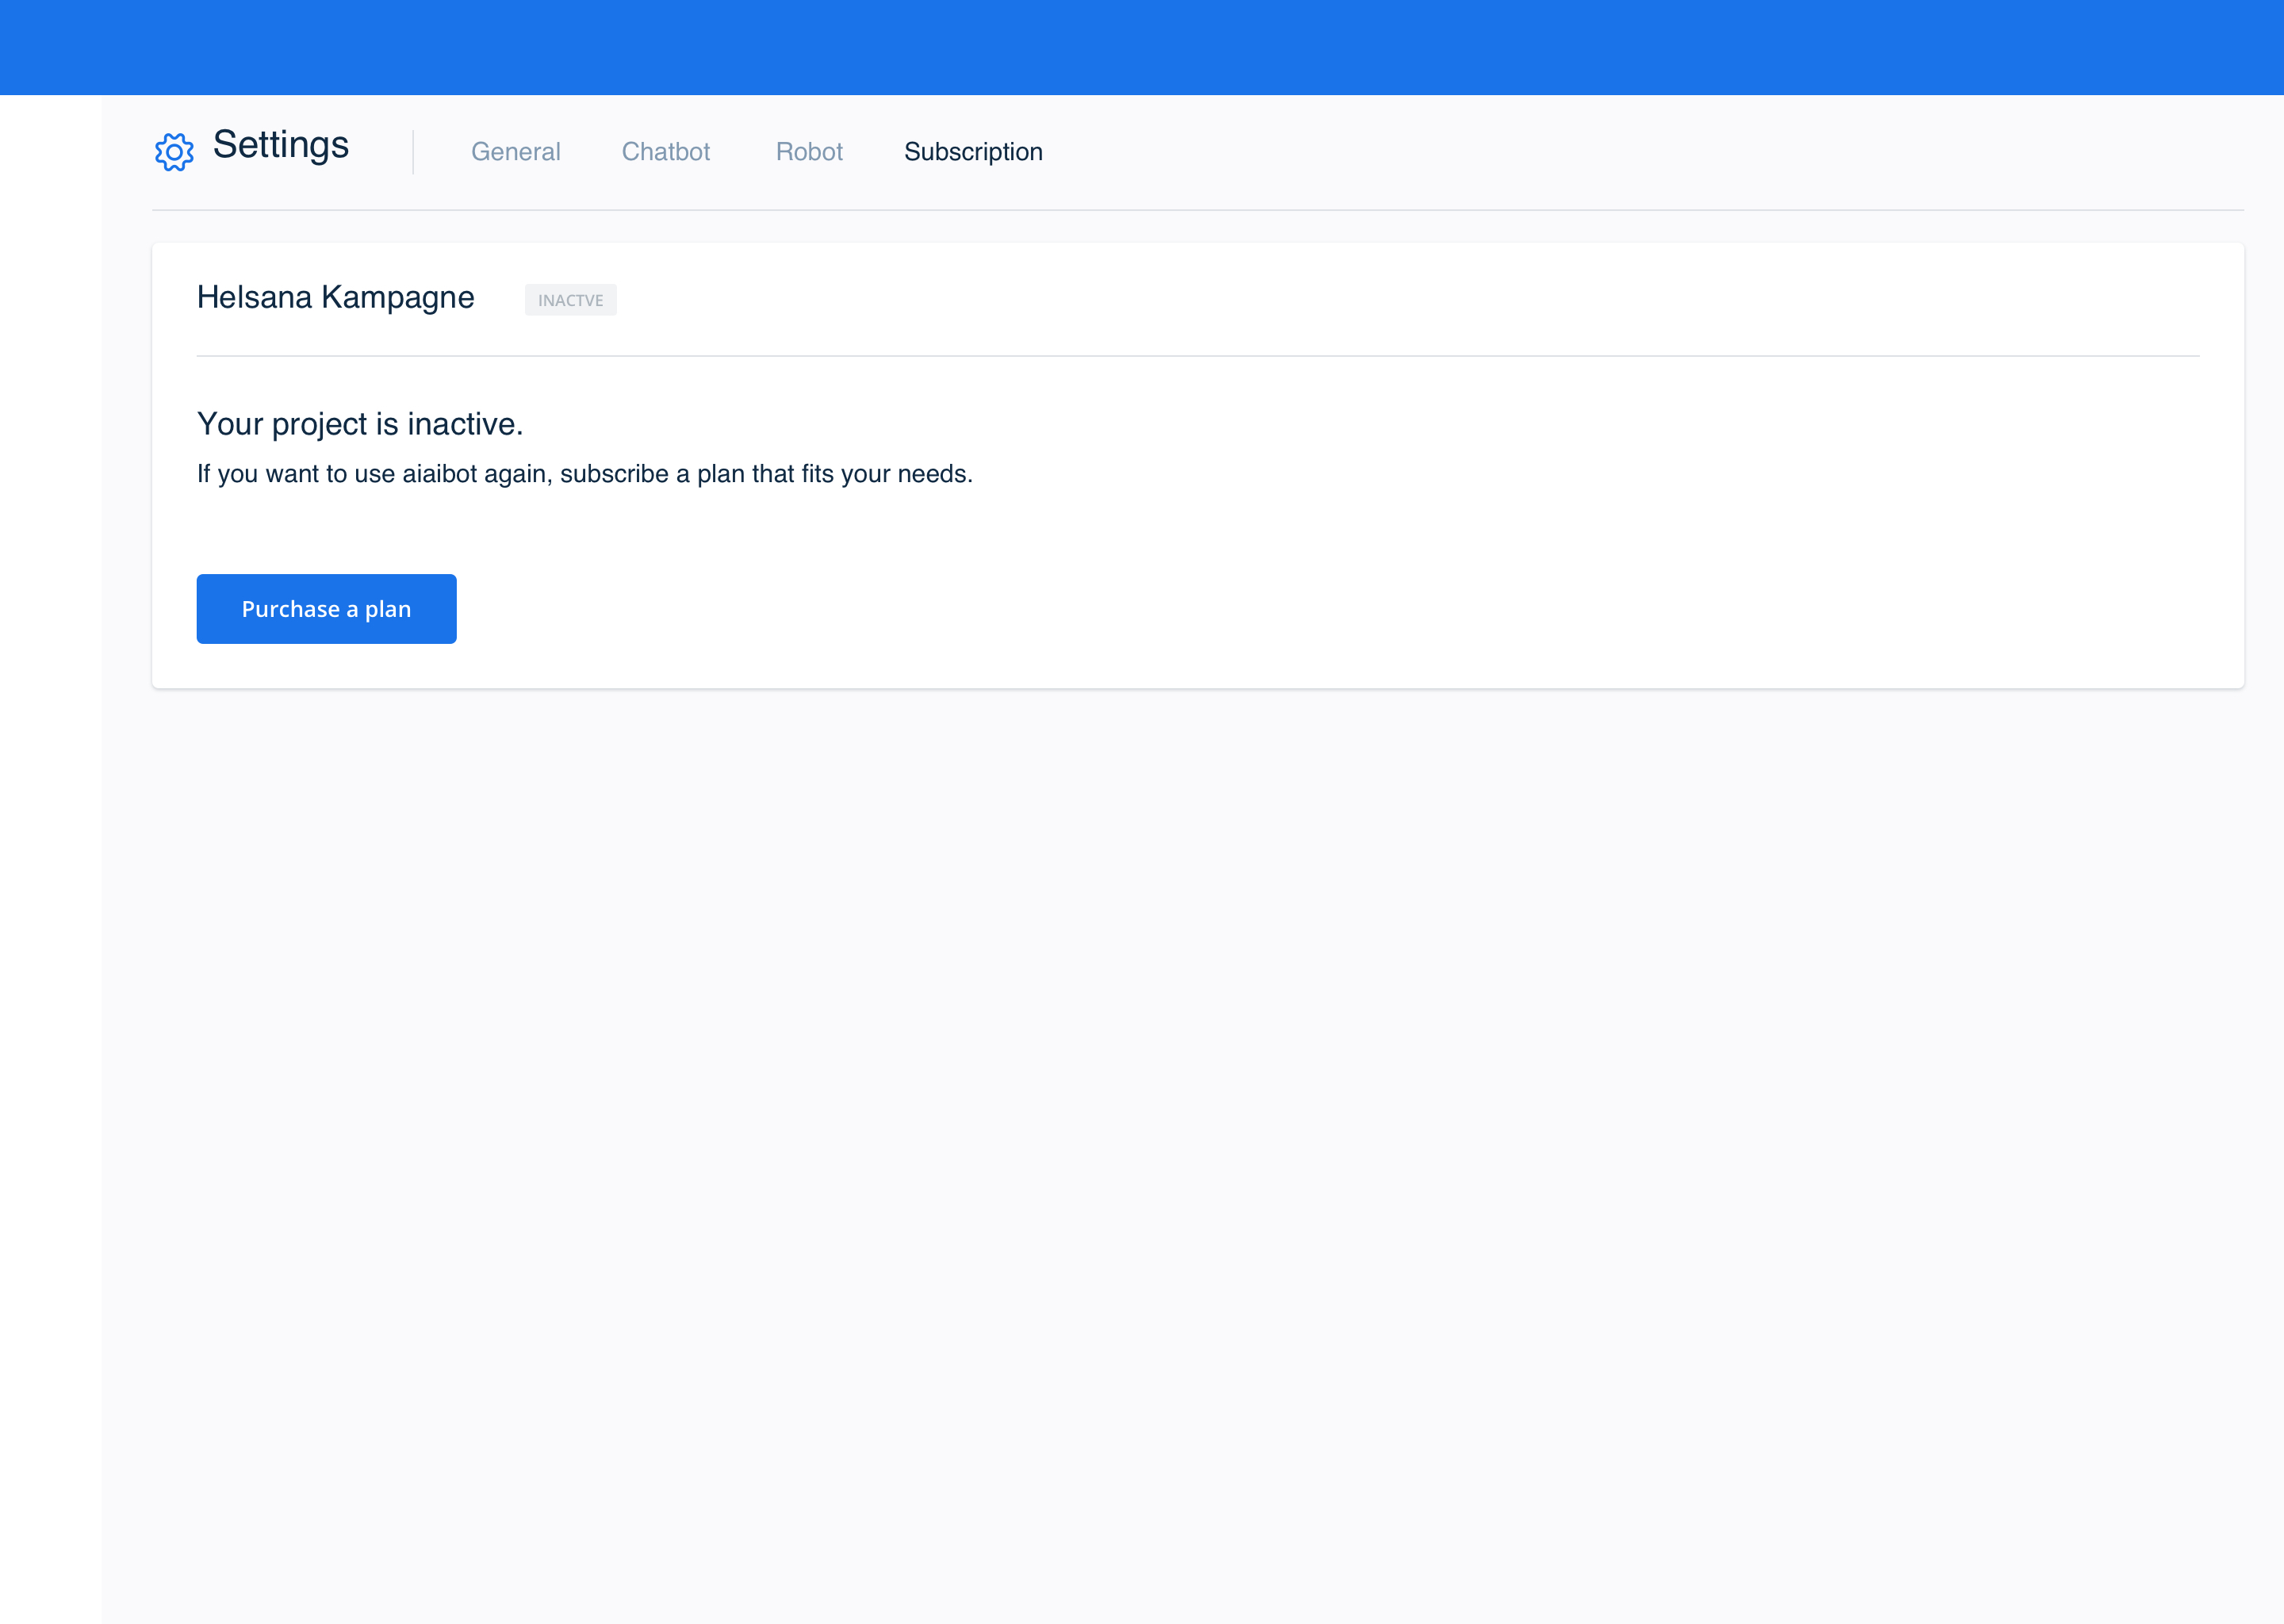 Settings
General Chatbot Robot Subscription
Helsana Kampagne INACTVE
Your project is inactive.
If you want to use aiaibot again, subscribe a plan that fits your needs.
Purchase a plan